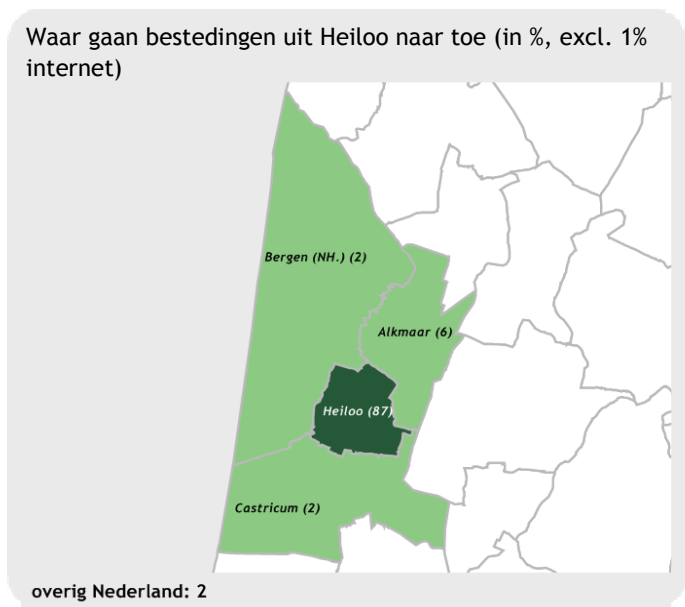 Waar gaan bestedingen uit Heiloo naar toe (in %, excl. 1%
internet)
Bergen (NH.) (2)
Alkmaar (6)
Heiloo (87)
Castricum (2)
overig Nederland: 2